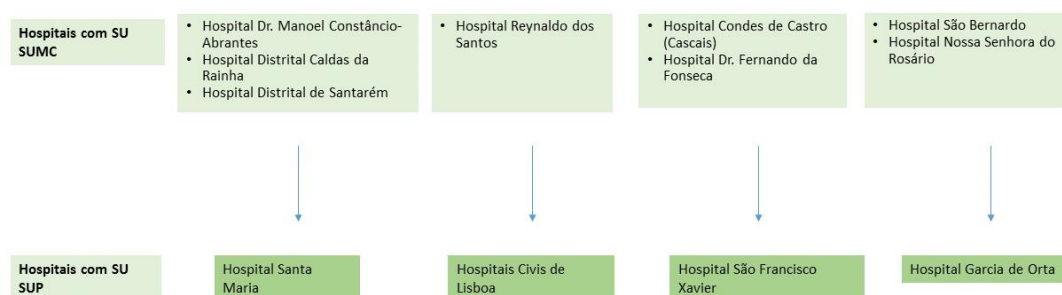 Hospitais com SU
SUMC
• Hospital Dr. Manoel Constâncio-
Abrantes
• Hospital Distrital Caldas da
Rainha
• Hospital Distrital de Santarém
• Hospital Reynaldo dos
Santos
• Hospital Condes de Castro
(Cascais)
• Hospital Dr. Fernando da
Fonseca
• Hospital São Bernardo
• Hospital Nossa Senhora do
Rosário
Hospitais com SU
SUP
Hospital Santa
Maria
Hospitais Civis de
Lisboa
Hospital São Francisco
Xavier
Hospital Garcia de Orta